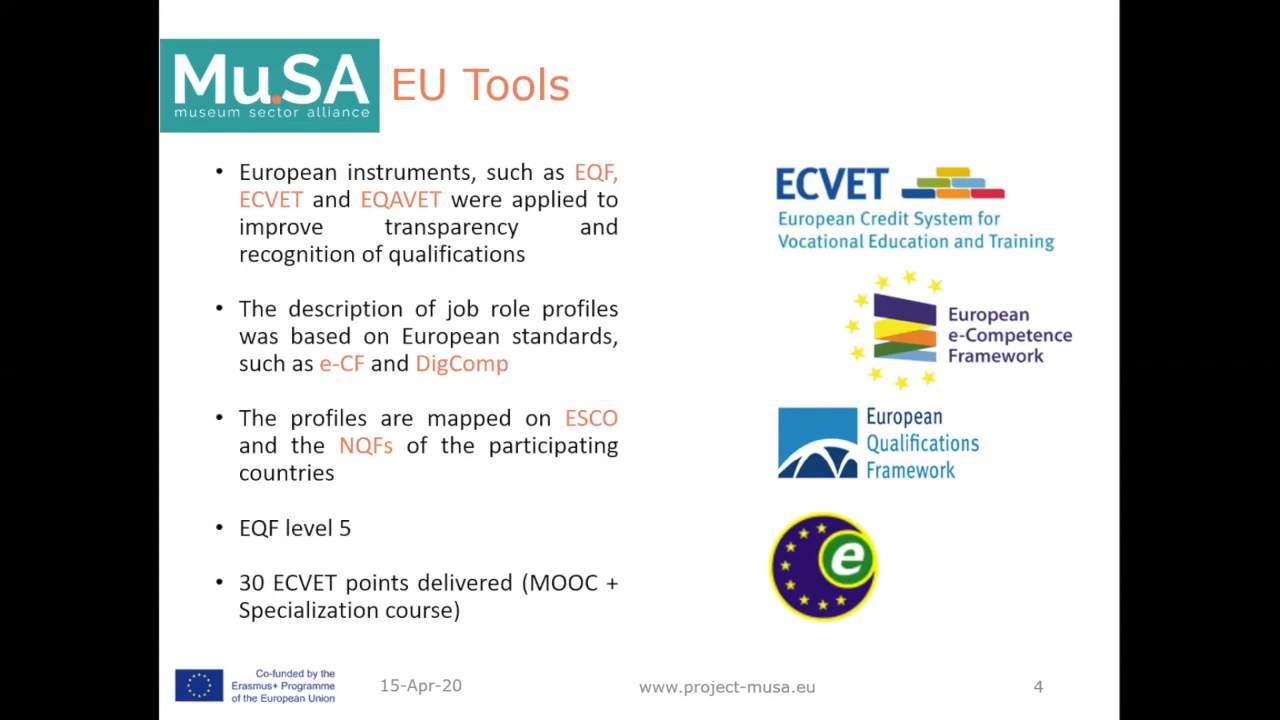 Mu.SA
museum sector alliance
EU Tools
• European instruments, such as EQF,
ECVET and EQAVET were applied to
improve transparency and
recognition of qualifications
• The description of job role profiles
was based on European standards,
such as e-CF and DigComp
• The profiles are mapped on ESCO
and the NQFs of the participating
countries
• EQF level 5
• 30 ECVET points delivered (MOOC +
Specialization course)
ECVET
European Credit System for
Vocational Education and Training
European
e-Competence
Framework
European
Qualifications
Framework
e
Co-funded by the
Erasmus+ Programme
of the European Union
15-Apr-20
www.project-musa.eu
4